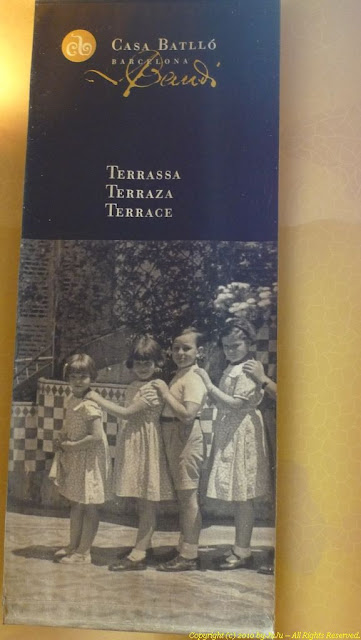 CASA BATLLÓ
BARCELONA
Gaudí
TERRASSA
TERRAZA
TERRACE